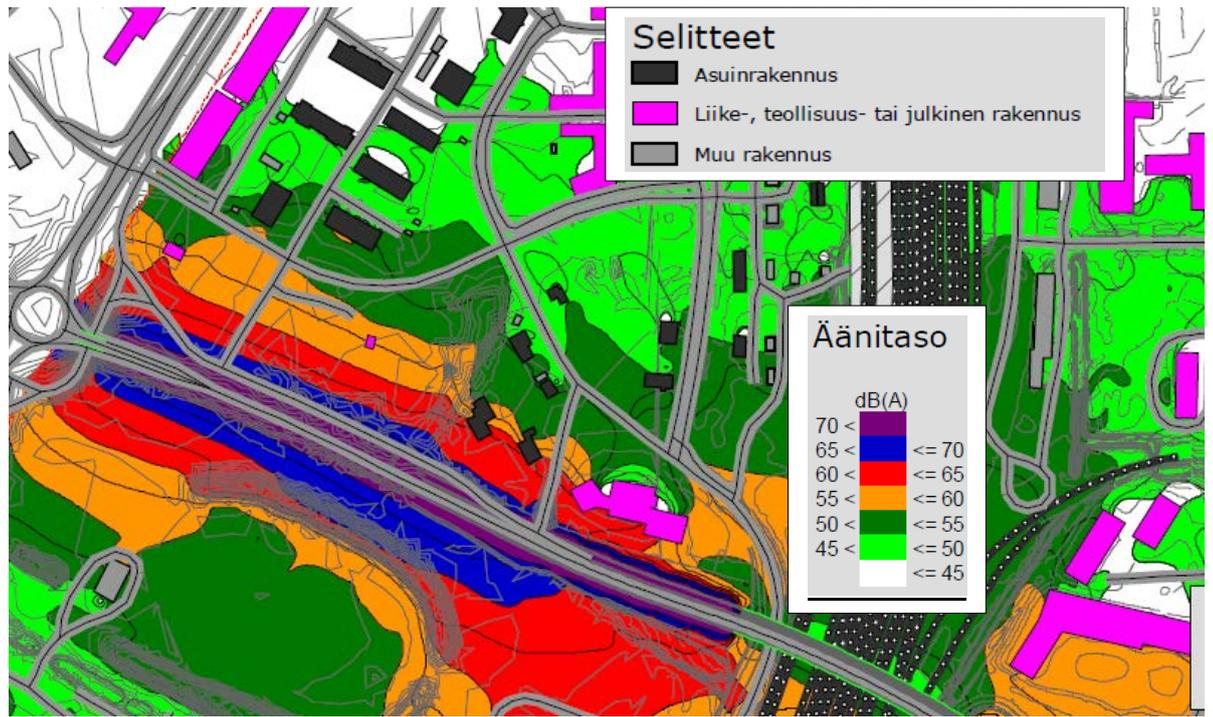 Selitteet
Asuinrakennus
Liike-, teollisuus- tai julkinen rakennus
Muu rakennus
Äänitaso
dB(A)
70 <
65 < <= 70
60 < <= 65
55 < <= 60
50 < <= 55
45 < <= 50
<= 45